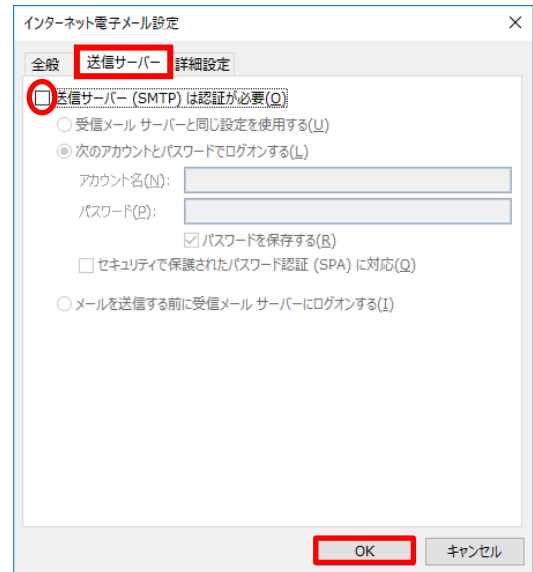 インターネット電子メール設定
全般 送信サーバー 詳細設定
送信サーバー (SMTP) は認証が必要(O)
受信メール サーバーと同じ設定を使用する(U)
次のアカウントとパスワードでログオンする(L)
アカウント名(N):
パスワード(P):
パスワードを保存する(R)
セキュリティで保護されたパスワード認証 (SPA) に対応(Q)
メールを送信する前に受信メール サーバーにログオンする(I)
OK キャンセル